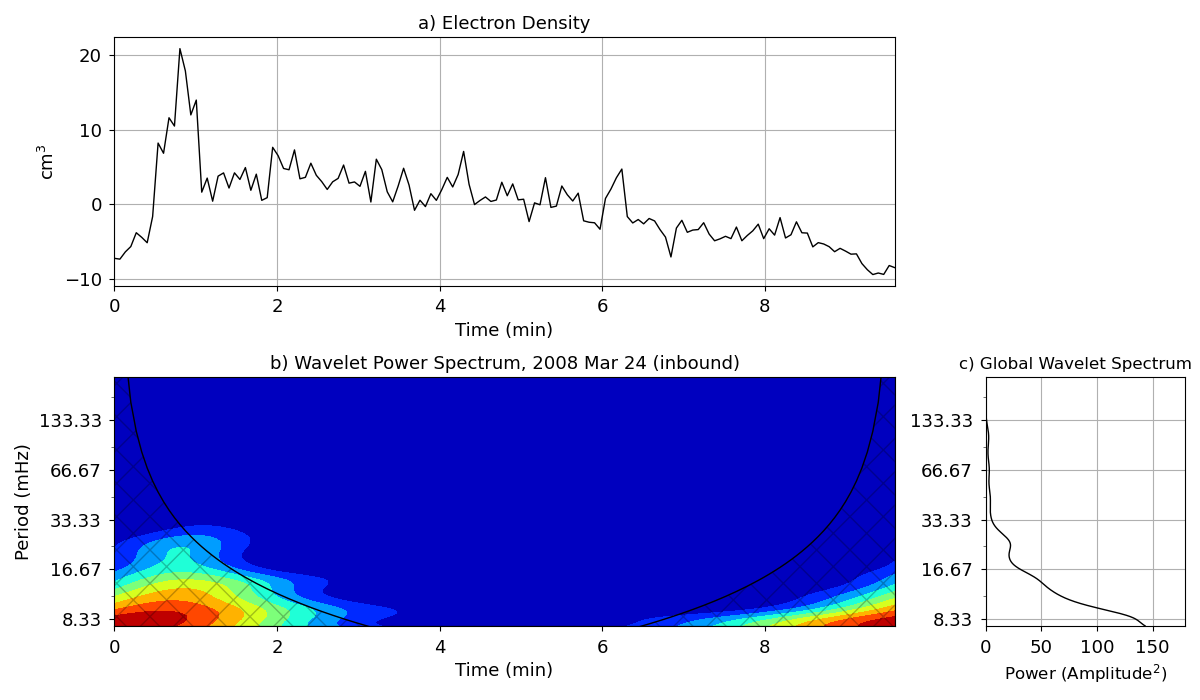 a) Electron Density
20
10
0
−10
cm³
0 2 4 6 8
Time (min)
b) Wavelet Power Spectrum, 2008 Mar 24 (inbound)
133.33
66.67
33.33
16.67
8.33
Period (mHz)
0 2 4 6 8
Time (min)
c) Global Wavelet Spectrum
133.33
66.67
33.33
16.67
8.33
0 50 100 150
Power (Amplitude²)